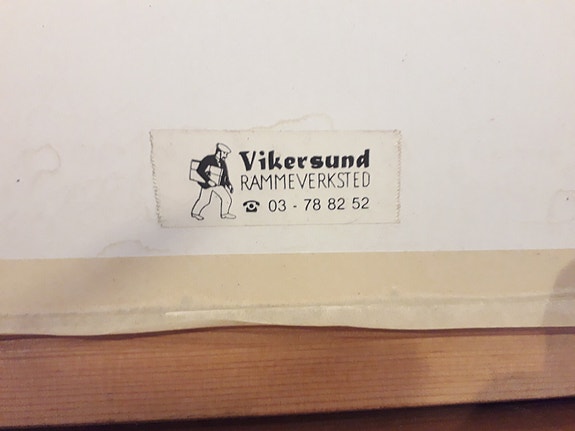 Vikersund
RAMMEVERKSTED
☎ 03 - 78 82 52